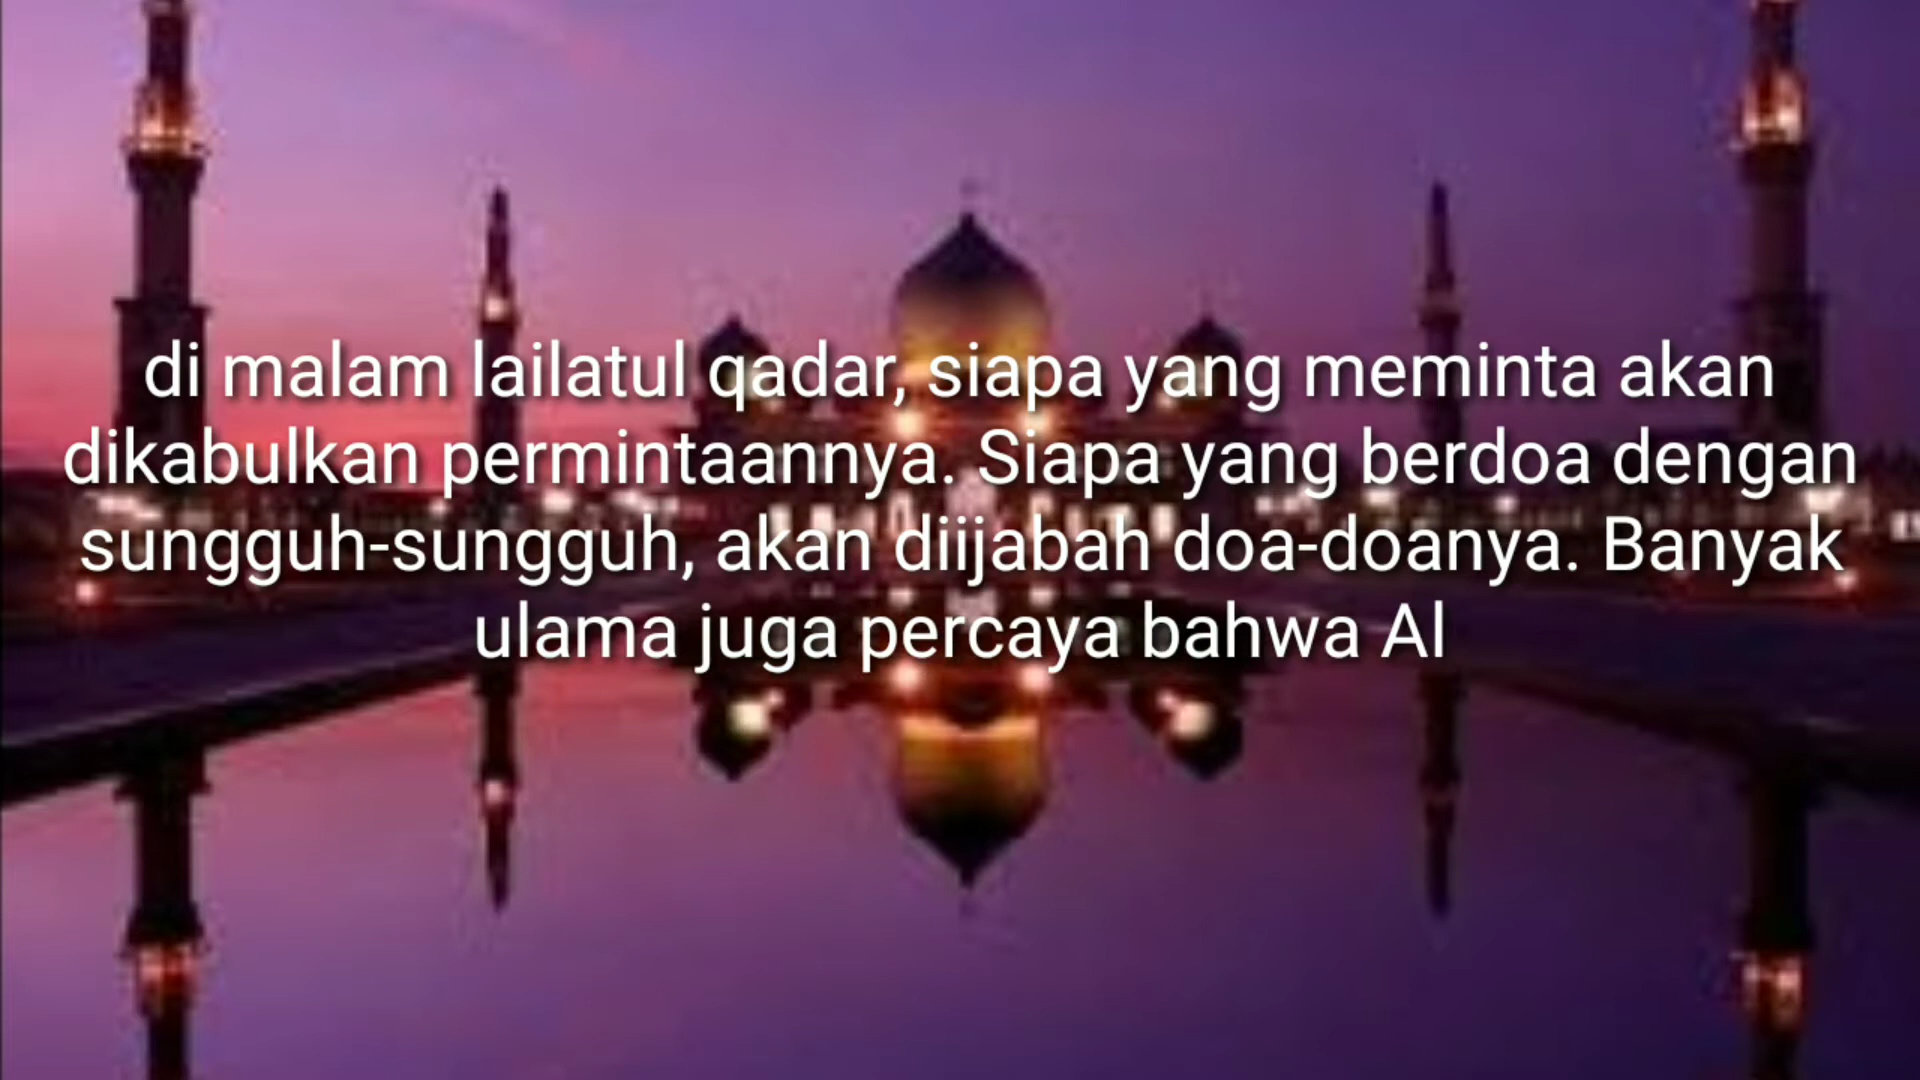 di malam lailatul qadar, siapa yang meminta akan
dikabulkan permintaannya. Siapa yang berdoa dengan
sungguh-sungguh, akan diijabah doa-doanya. Banyak
ulama juga percaya bahwa Al